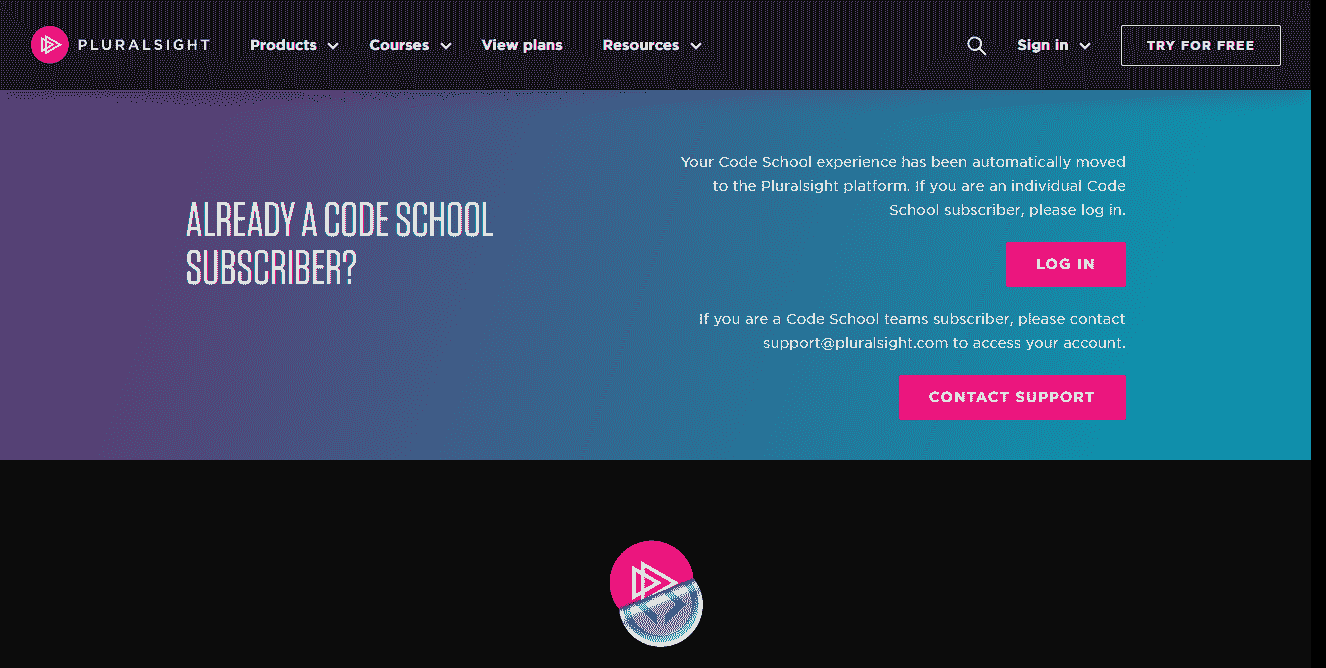 PLURALSIGHT Products Courses View plans Resources Sign in TRY FOR FREE
ALREADY A CODE SCHOOL
SUBSCRIBER?
Your Code School experience has been automatically moved
to the Pluralsight platform. If you are an individual Code
School subscriber, please log in.
LOG IN
If you are a Code School teams subscriber, please contact
support@pluralsight.com to access your account.
CONTACT SUPPORT